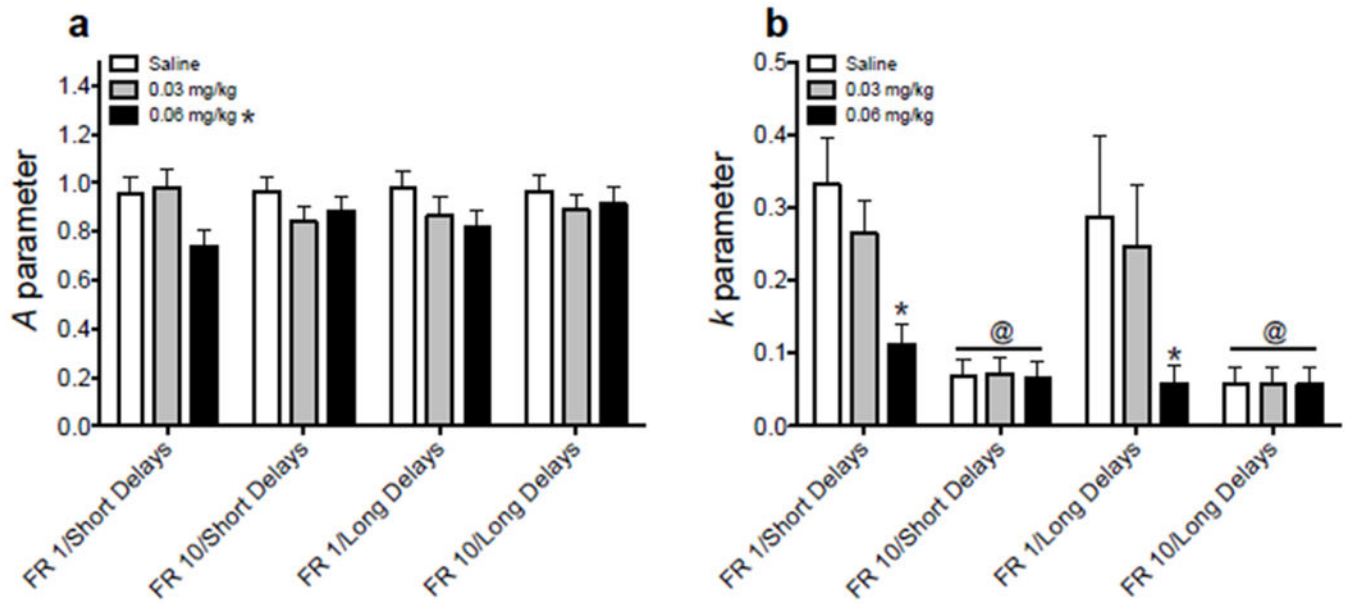 a
Saline
0.03 mg/kg
0.06 mg/kg *
A parameter
1.4
1.2
1.0
0.8
0.6
0.4
0.2
0.0
FR 1/Short Delays
FR 10/Short Delays
FR 1/Long Delays
FR 10/Long Delays
b
Saline
0.03 mg/kg
0.06 mg/kg
k parameter
0.5
0.4
0.3
0.2
0.1
0.0
*
@
*
@
FR 1/Short Delays
FR 10/Short Delays
FR 1/Long Delays
FR 10/Long Delays